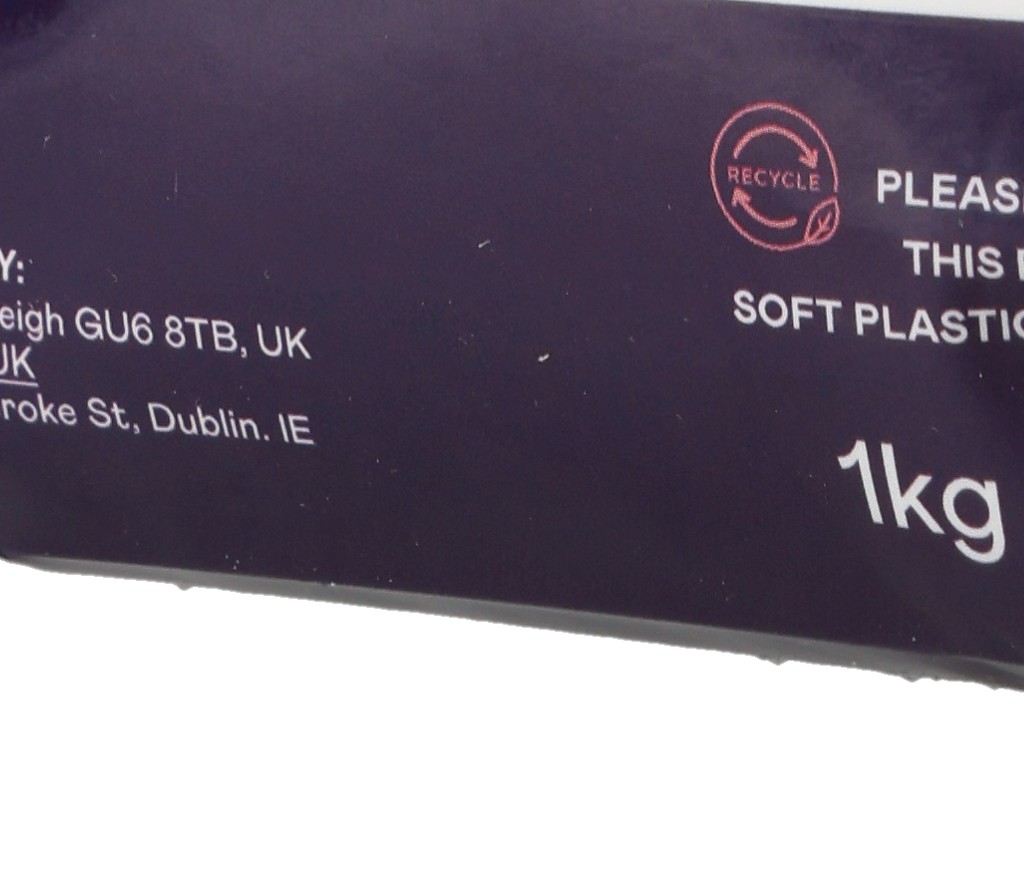 RECYCLE
PLEAS
THIS
SOFT PLASTIC
Y:
eigh GU6 8TB, UK
UK
roke St, Dublin. IE
1kg